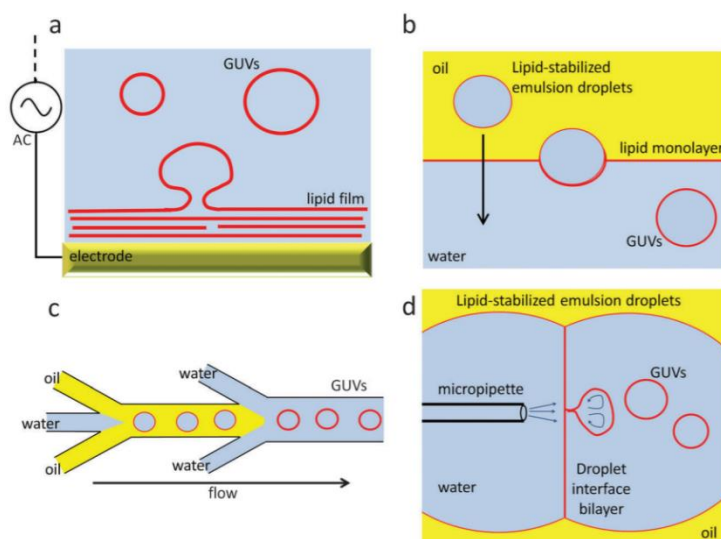 a
GUVs
AC
lipid film
electrode
b
oil
Lipid-stabilized
emulsion droplets
lipid monolayer
GUVs
water
c
oil
water
water
GUVs
water
oil
flow
d
Lipid-stabilized emulsion droplets
GUVs
micropipette
Droplet
interface
bilayer
water
oil